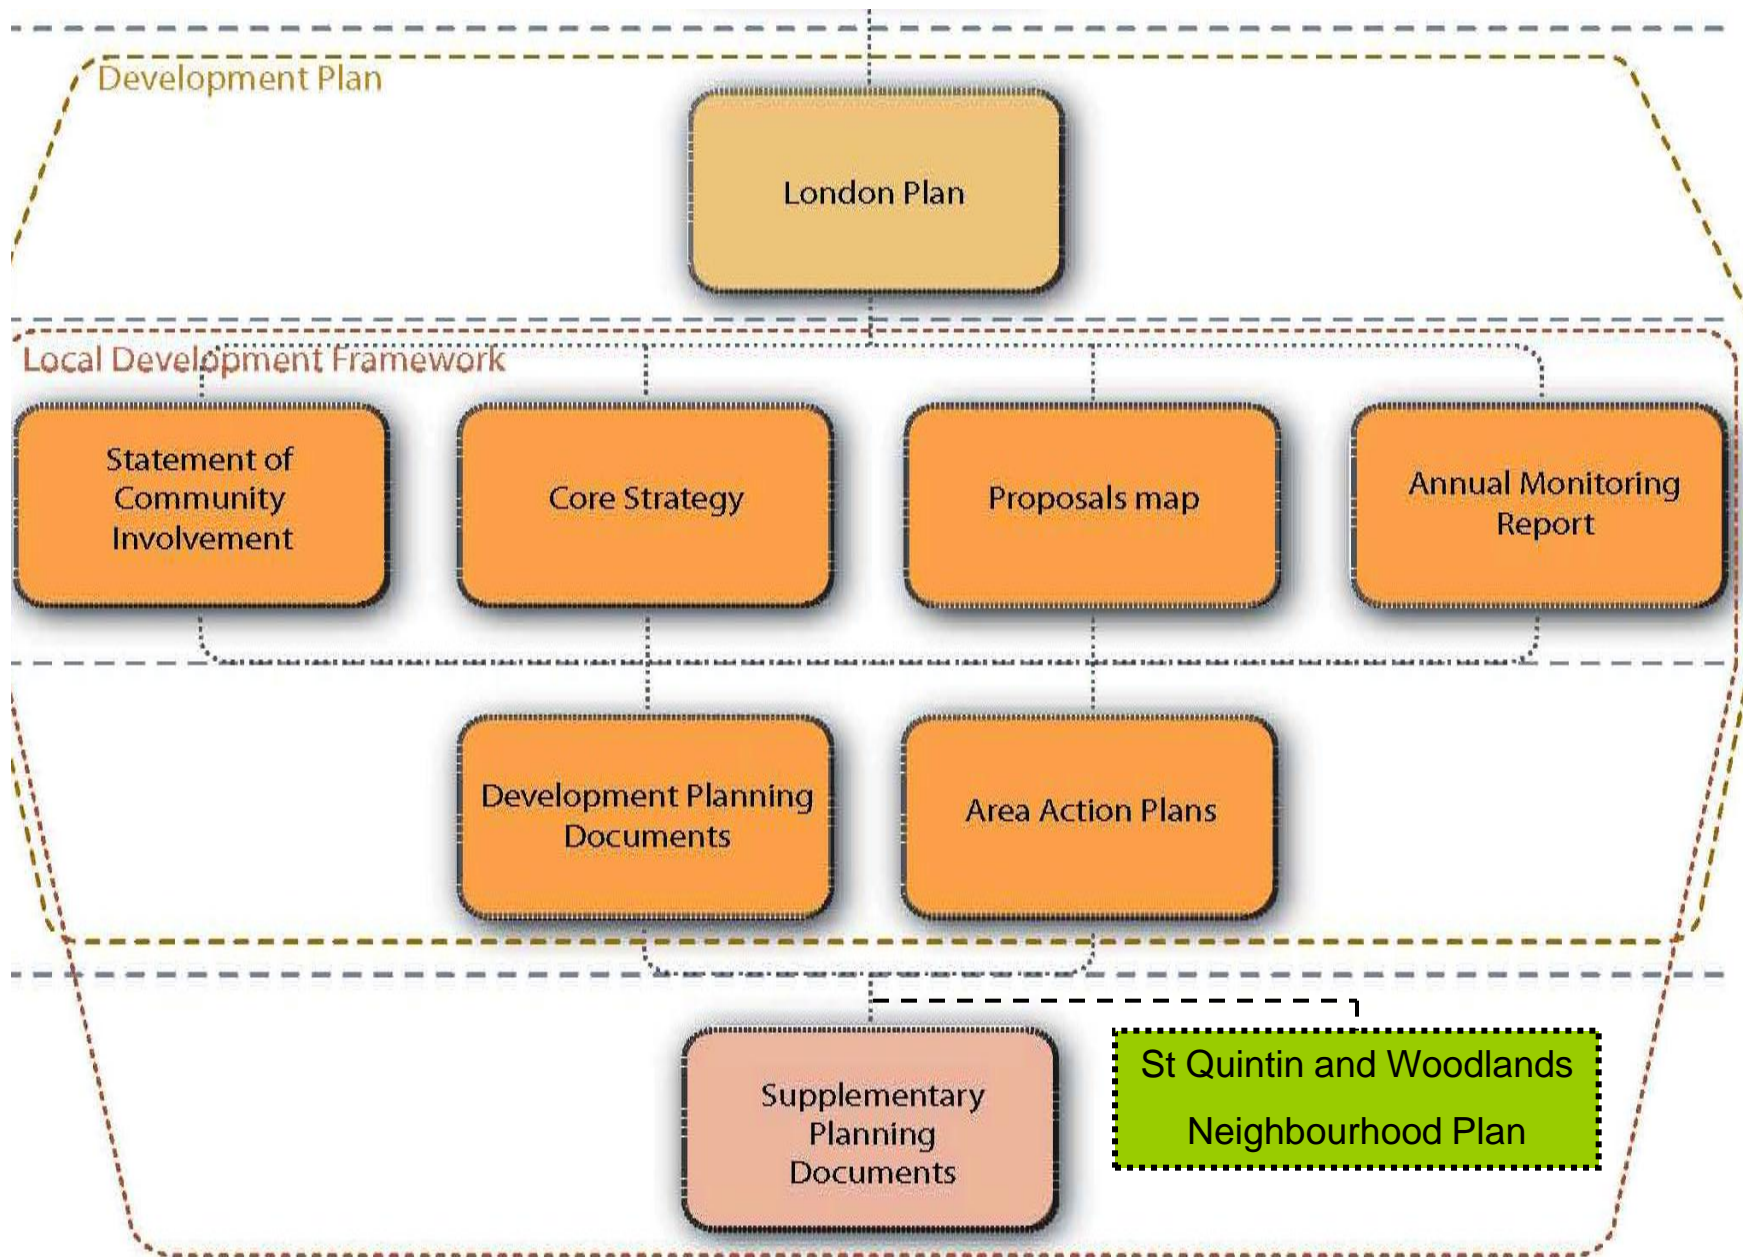 Development Plan
London Plan
Local Development Framework
Statement of
Community
Involvement
Core Strategy
Proposals map
Annual Monitoring
Report
Development Planning
Documents
Area Action Plans
Supplementary
Planning
Documents
St Quintin and Woodlands
Neighbourhood Plan